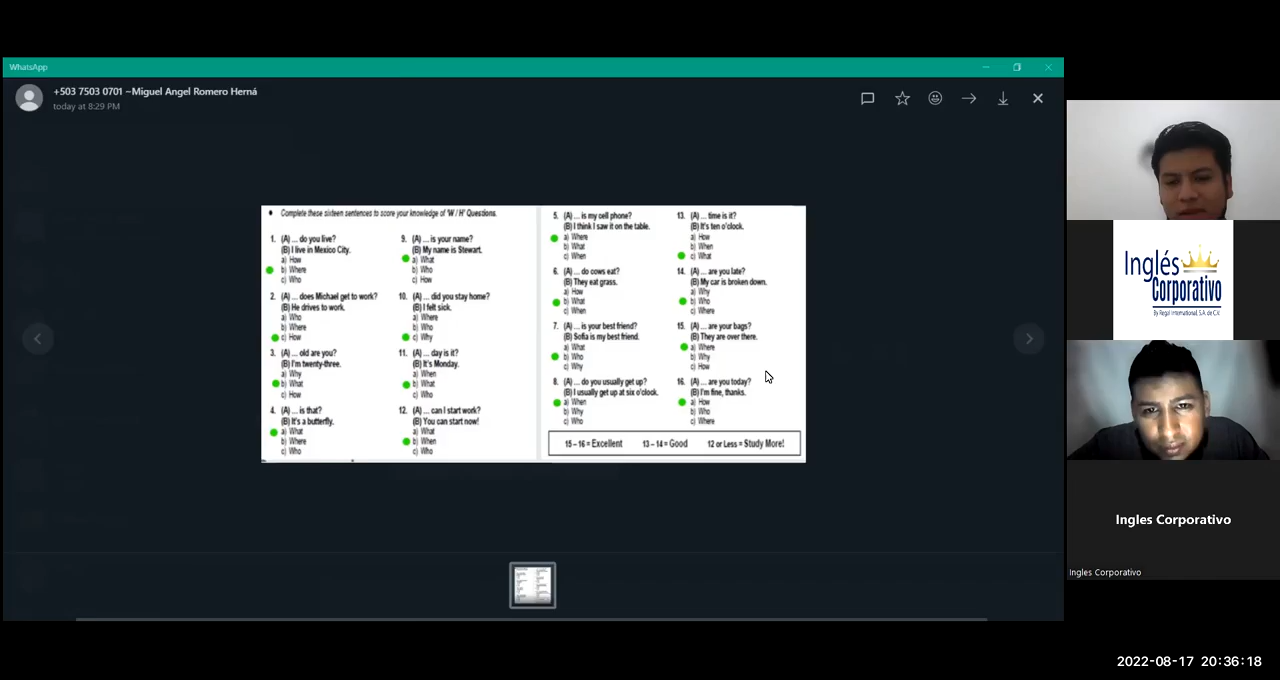 WhatsApp
+503 7503 0701 ~Miguel Angel Romero Herná
today at 8:29 PM
Complete these sixteen sentences to score your knowledge of 'W / H' Questions.
1. (A) ... do you live?
(B) I live in Mexico City.
a) How
b) Where
c) Who
2. (A) ... does Michael get to work?
(B) He drives to work.
a) Who
b) Where
c) How
3. (A) ... old are you?
(B) I'm twenty-three.
a) Why
b) What
c) How
4. (A) ... is that?
(B) It's a butterfly.
a) What
b) Where
c) Who
9. (A) ... is your name?
(B) My name is Stewart.
a) What
b) Who
c) How
10. (A) ... did you stay home?
(B) I felt sick.
a) Where
b) Who
c) Why
11. (A) ... day is it?
(B) It's Monday.
a) When
b) What
c) Who
12. (A) ... can I start work?
(B) You can start now!
a) What
b) When
c) Who
5. (A) ... is my cell phone?
(B) I think I saw it on the table.
a) Where
b) What
c) When
6. (A) ... do cows eat?
(B) They eat grass.
a) How
b) What
c) When
7. (A) ... is your best friend?
(B) Sofia is my best friend.
a) What
b) Who
c) Why
8. (A) ... do you usually get up?
(B) I usually get up at six o'clock.
a) When
b) Why
c) Who
13. (A) ... time is it?
(B) It's ten o'clock.
a) How
b) When
c) What
14. (A) ... are you late?
(B) My car is broken down.
a) Why
b) Who
c) Where
15. (A) ... are your bags?
(B) They are over there.
a) Where
b) Why
c) How
16. (A) ... are you today?
(B) I'm fine, thanks.
a) How
b) Who
c) Where
15 – 16 = Excellent 13 – 14 = Good 12 or Less = Study More!
Inglés
Corporativo
By Regal International, S.A. de C.V.
Ingles Corporativo
Ingles Corporativo
2022-08-17 20:36:18